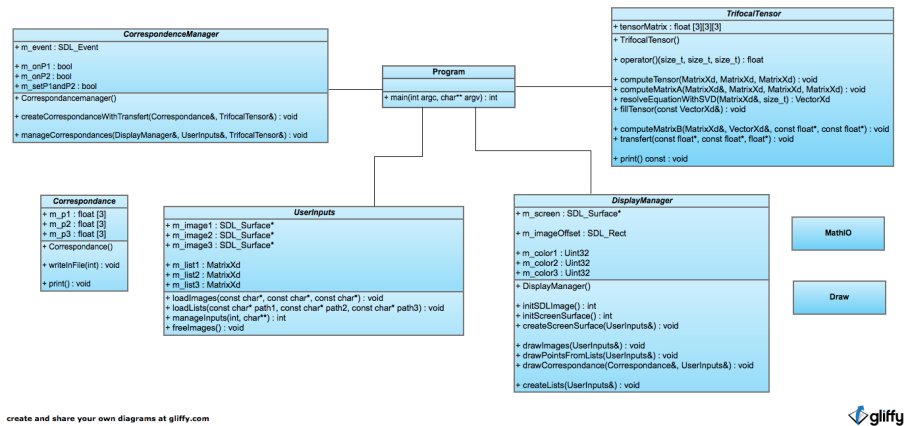 CorrespondenceManager
+ m_event : SDL_Event
+ m_onP1 : bool
+ m_onP2 : bool
+ m_setP1andP2 : bool
+ Correspondancemanager()
+ createCorrespondanceWithTransfert(Correspondance&, TrifocalTensor&) : void
+ manageCorrespondances(DisplayManager&, UserInputs&, TrifocalTensor&) : void
Program
+ main(int argc, char** argv) : int
TrifocalTensor
+ tensorMatrix : float [3][3][3]
+ TrifocalTensor()
+ operator()(size_t, size_t, size_t) : float
+ computeTensor(MatrixXd, MatrixXd, MatrixXd) : void
+ computeMatrixA(MatrixXd&, MatrixXd, MatrixXd, MatrixXd) : void
+ resolveEquationWithSVD(MatrixXd&, size_t) : VectorXd
+ fillTensor(const VectorXd&) : void
+ computeMatrixB(MatrixXd&, VectorXd&, const float*, const float*) : void
+ transfert(const float*, const float*, float*) : void
+ print() const : void
Correspondance
+ m_p1 : float [3]
+ m_p2 : float [3]
+ m_p3 : float [3]
+ Correspondance()
+ writeInFile(int) : void
+ print() : void
UserInputs
+ m_image1 : SDL_Surface*
+ m_image2 : SDL_Surface*
+ m_image3 : SDL_Surface*
+ m_list1 : MatrixXd
+ m_list2 : MatrixXd
+ m_list3 : MatrixXd
+ loadImages(const char*, const char*, const char*) : void
+ loadLists(const char* path1, const char* path2, const char* path3) : void
+ manageInputs(int, char**) : int
+ freeImages() : void
DisplayManager
+ m_screen : SDL_Surface*
+ m_imageOffset : SDL_Rect
+ m_color1 : Uint32
+ m_color2 : Uint32
+ m_color3 : Uint32
+ DisplayManager()
+ initSDLImage() : int
+ initScreenSurface() : int
+ createScreenSurface(UserInputs&) : void
+ drawImages(UserInputs&) : void
+ drawPointsFromLists(UserInputs&) : void
+ drawCorrespondance(Correspondance&, UserInputs&) : void
+ createLists(UserInputs&) : void
MathIO
Draw
create and share your own diagrams at gliffy.com
gliffy